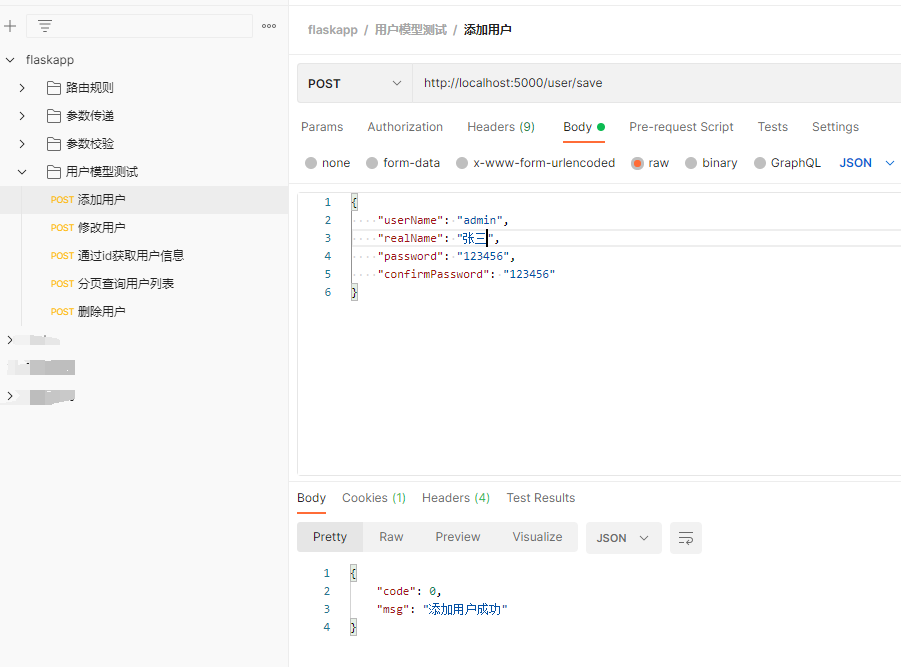 flaskapp / 用户模型测试 / 添加用户
flaskapp
路由规则
参数传递
参数校验
用户模型测试
POST 添加用户
POST 修改用户
POST 通过id获取用户信息
POST 分页查询用户列表
POST 删除用户
POST http://localhost:5000/user/save
Params Authorization Headers (9) Body Pre-request Script Tests Settings
none form-data x-www-form-urlencoded raw binary GraphQL JSON
1 {
2 "userName": "admin",
3 "realName": "张三",
4 "password": "123456",
5 "confirmPassword": "123456"
6 }
Body Cookies (1) Headers (4) Test Results
Pretty Raw Preview Visualize JSON
1 {
2 "code": 0,
3 "msg": "添加用户成功"
4 }